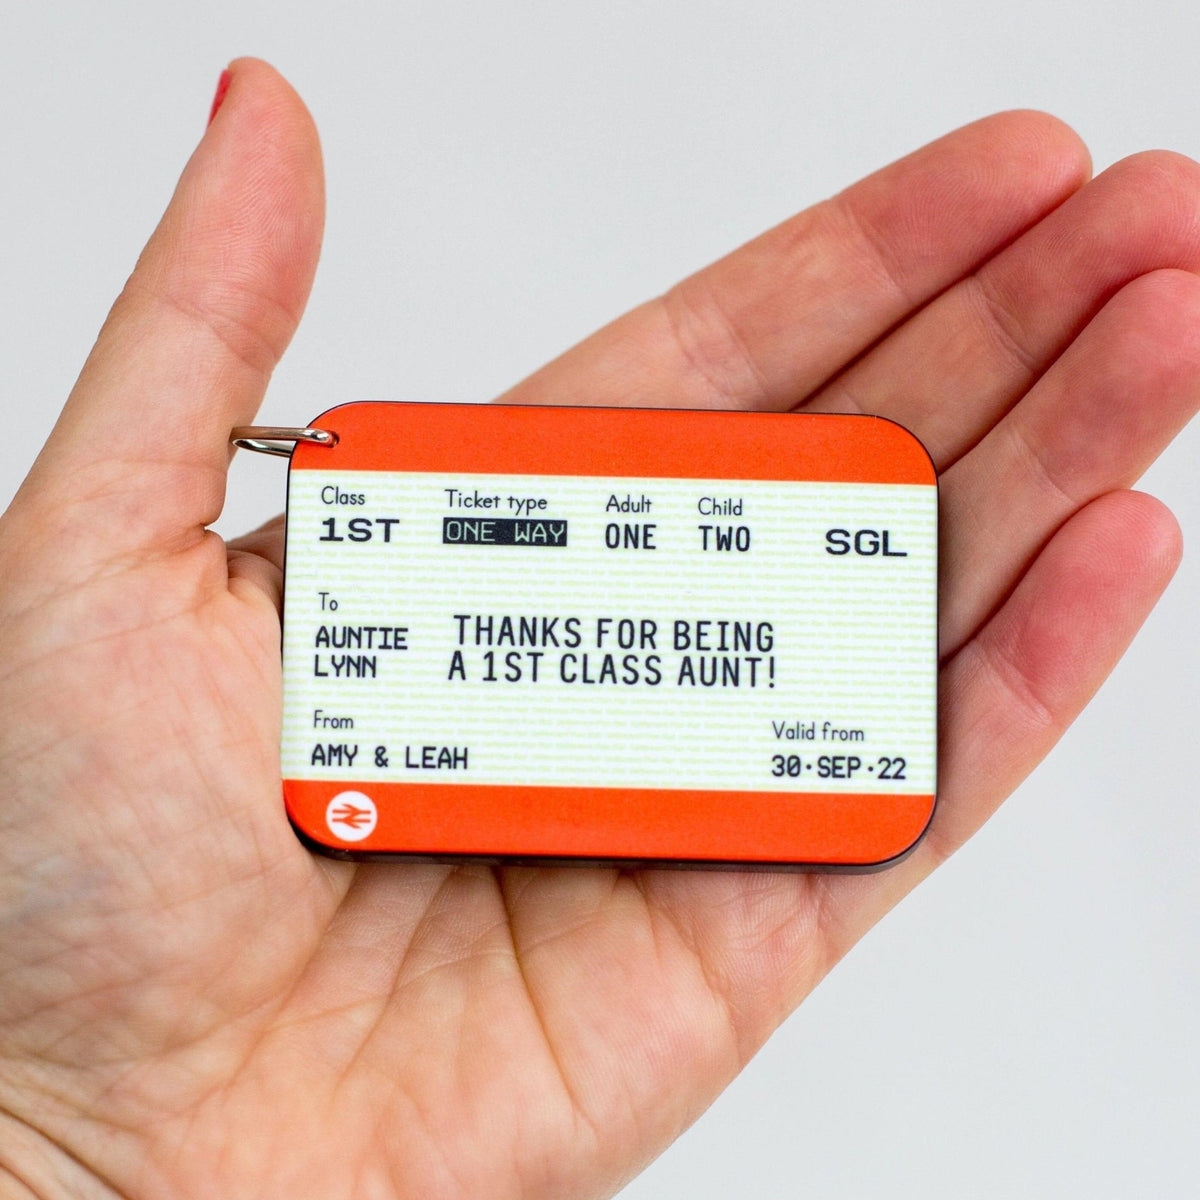 Class Ticket type Adult Child
1ST ONE WAY ONE TWO SGL
To
AUNTIE
LYNN
THANKS FOR BEING
A 1ST CLASS AUNT!
From
AMY & LEAH
Valid from
30·SEP·22